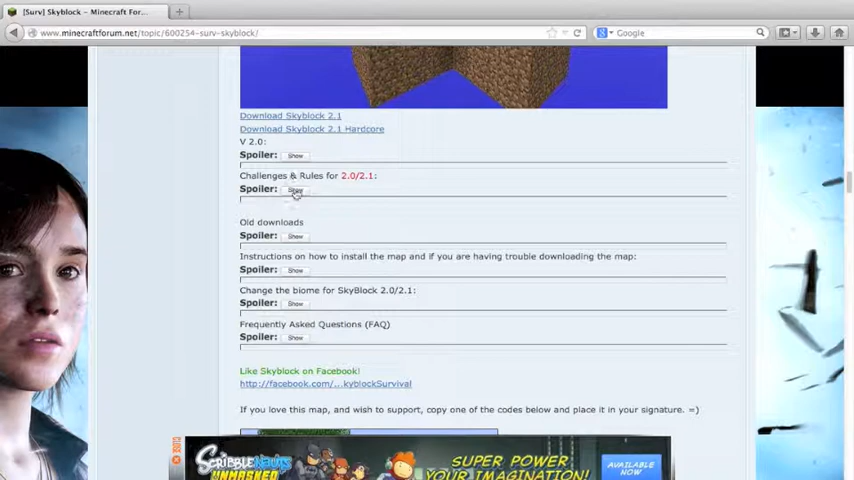 [Surv] Skyblock - Minecraft For...
www.minecraftforum.net/topic/600254-surv-skyblock/
Google
Download Skyblock 2.1
Download Skyblock 2.1 Hardcore
V 2.0:
Spoiler: Show
Challenges & Rules for 2.0/2.1:
Spoiler: Show
Old downloads
Spoiler: Show
Instructions on how to install the map and if you are having trouble downloading the map:
Spoiler: Show
Change the biome for SkyBlock 2.0/2.1:
Spoiler: Show
Frequently Asked Questions (FAQ)
Spoiler: Show
Like Skyblock on Facebook!
http://facebook.com/...kyblockSurvival
If you love this map, and wish to support, copy one of the codes below and place it in your signature. =)
CLOSE
SCRIBBLENAUTS
UNMASKED
SUPER POWER
YOUR IMAGINATION!
AVAILABLE
NOW